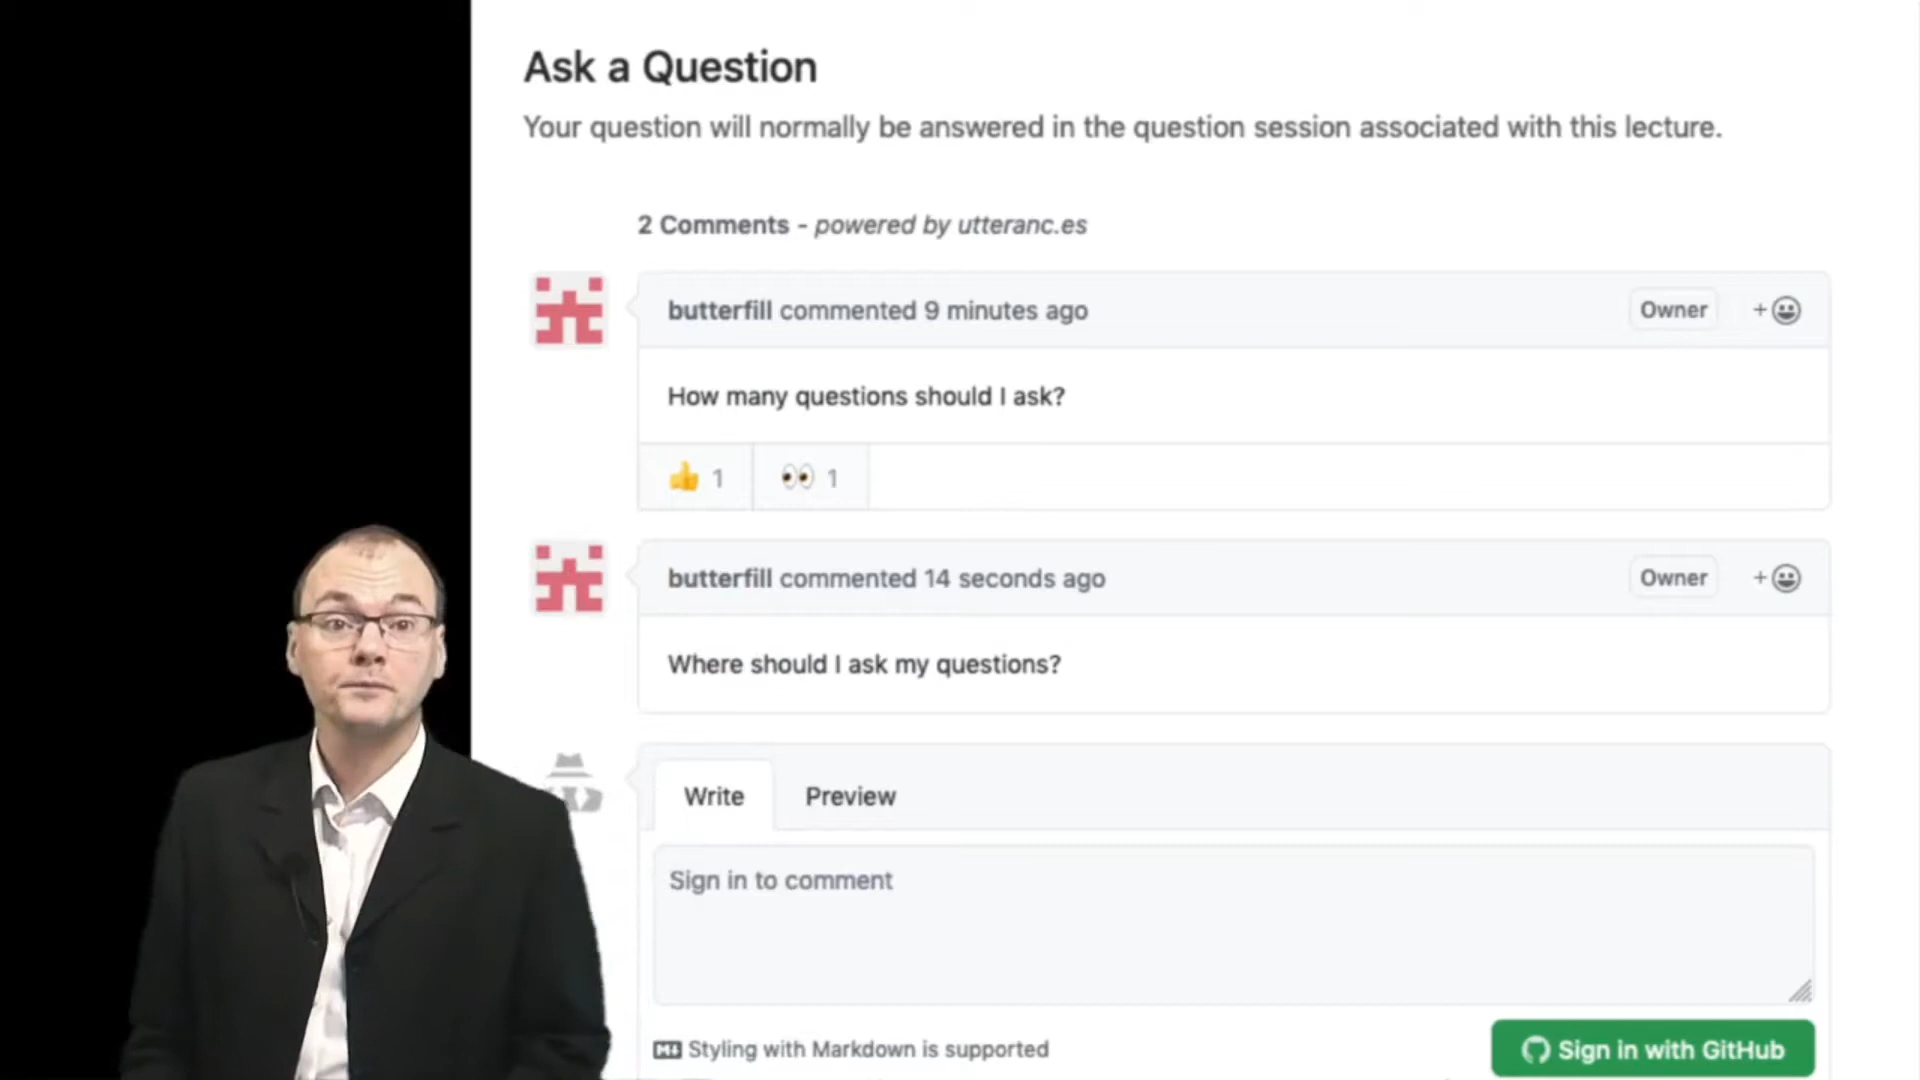 Ask a Question
Your question will normally be answered in the question session associated with this lecture.
2 Comments - powered by utteranc.es
butterfill commented 9 minutes ago
Owner
+
How many questions should I ask?
1
1
butterfill commented 14 seconds ago
Owner
+
Where should I ask my questions?
Write
Preview
Sign in to comment
Styling with Markdown is supported
Sign in with GitHub